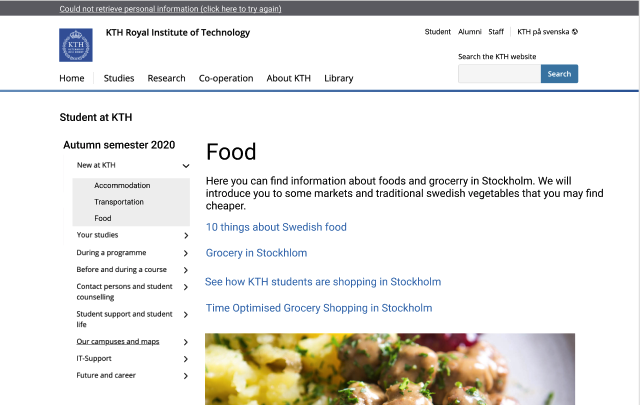 Could not retrieve personal information (click here to try again)
KTH Royal Institute of Technology
Student Alumni Staff KTH på svenska
KTH
Search the KTH website
Search
Home Studies Research Co-operation About KTH Library
Student at KTH
Autumn semester 2020
New at KTH
Accommodation
Transportation
Food
Your studies
During a programme
Before and during a course
Contact persons and student
counselling
Student support and student
life
Our campuses and maps
IT-Support
Future and career
Food
Here you can find information about foods and grocerry in Stockholm. We will
introduce you to some markets and traditional swedish vegetables that you may find
cheaper.
10 things about Swedish food
Grocery in Stockhlom
See how KTH students are shopping in Stockholm
Time Optimised Grocery Shopping in Stockholm